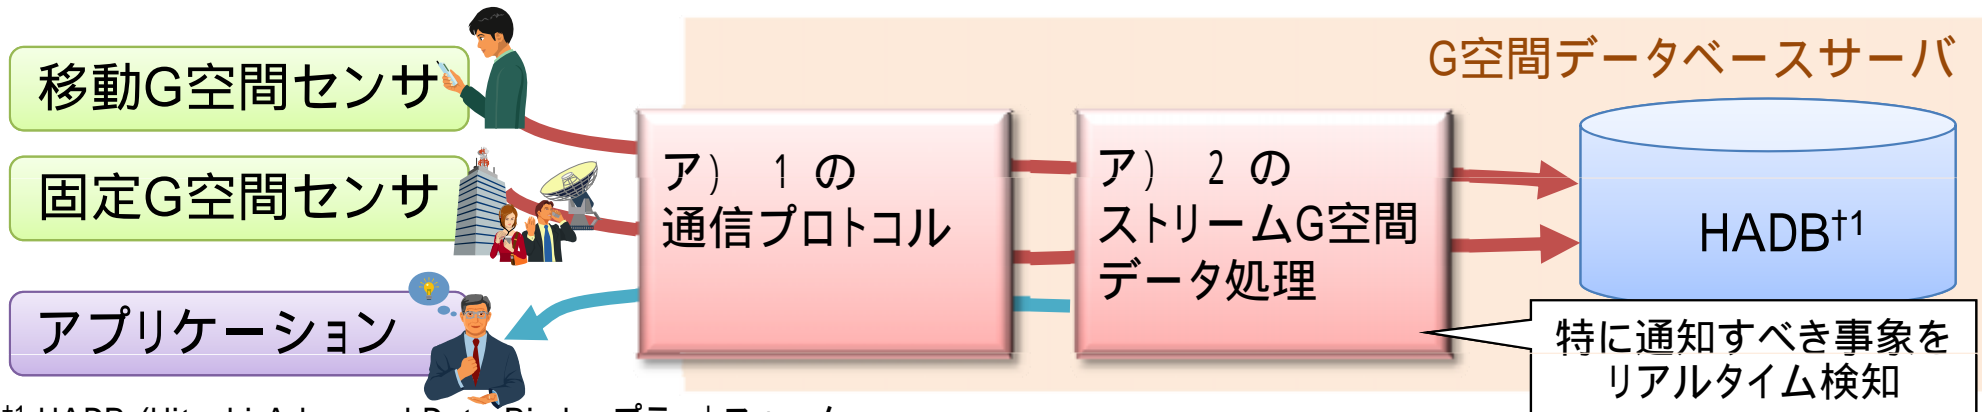 移動G空間センサ
固定G空間センサ
アプリケーション
G空間データベースサーバ
ア） 1 の
通信プロトコル
ア） 2 の
ストリームG空間
データ処理
HADB†1
特に通知すべき事象を
リアルタイム検知